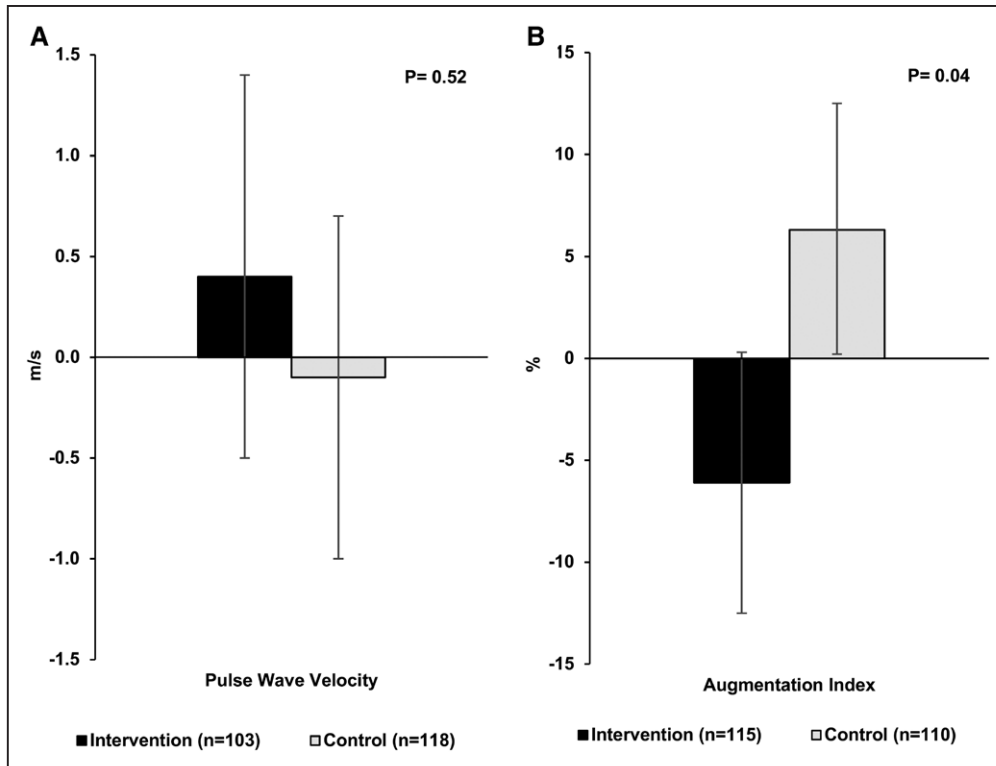 A
P= 0.52
1.5
1.0
0.5
0.0
-0.5
-1.0
-1.5
m/s
Pulse Wave Velocity
Intervention (n=103) Control (n=118)
B
P= 0.04
15
10
5
0
-5
-10
-15
%
Augmentation Index
Intervention (n=115) Control (n=110)